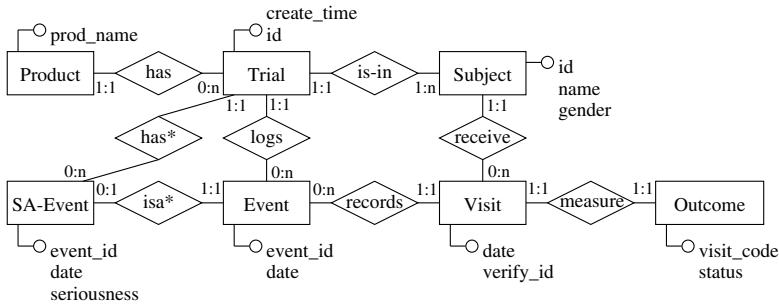 create_time
prod_name
id
Product
has
Trial
is-in
Subject
id
name
gender
1:1
0:n
1:1
1:n
1:1
1:1
1:1
has*
logs
receive
0:n
0:n
0:n
SA-Event
0:1
isa*
1:1
Event
0:n
records
1:1
Visit
1:1
measure
1:1
Outcome
event_id
date
seriousness
event_id
date
date
verify_id
visit_code
status